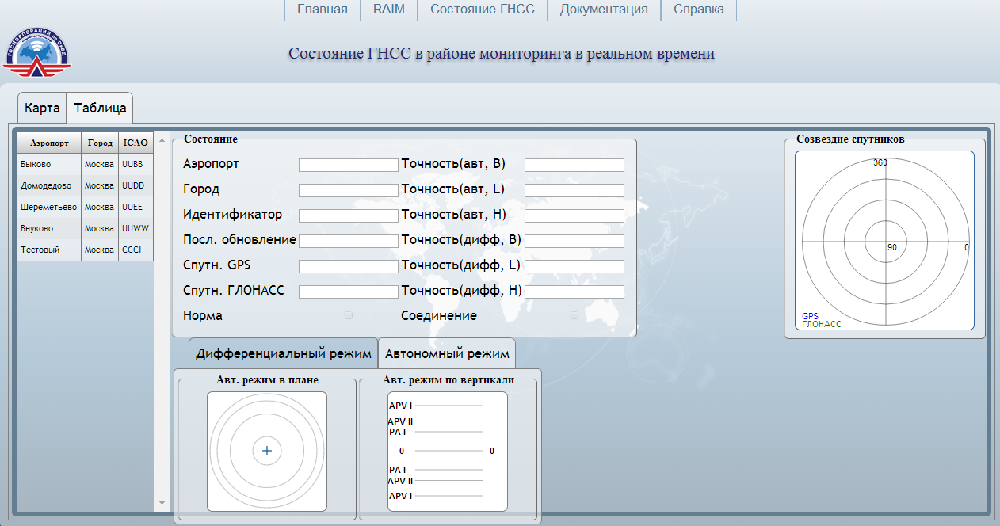 Главная RAIM Состояние ГНСС Документация Справка
ГОСКОРПОРАЦИЯ по ОрВД
Состояние ГНСС в районе мониторинга в реальном времени
Карта Таблица
Аэропорт Город ICAO
Быково Москва UUBB
Домодедово Москва UUDD
Шереметьево Москва UUEE
Внуково Москва UUWW
Тестовый Москва CCCI
Состояние
Аэропорт Точность(авт, B)
Город Точность(авт, L)
Идентификатор Точность(авт, H)
Посл. обновление Точность(дифф, B)
Спутн. GPS Точность(дифф, L)
Спутн. ГЛОНАСС Точность(дифф, H)
Норма Соединение
Созвездие спутников
360
90 0
GPS
ГЛОНАСС
Дифференциальный режим Автономный режим
Авт. режим в плане
Авт. режим по вертикали
APV I
APV II
PA I
0 0
PA I
APV II
APV I